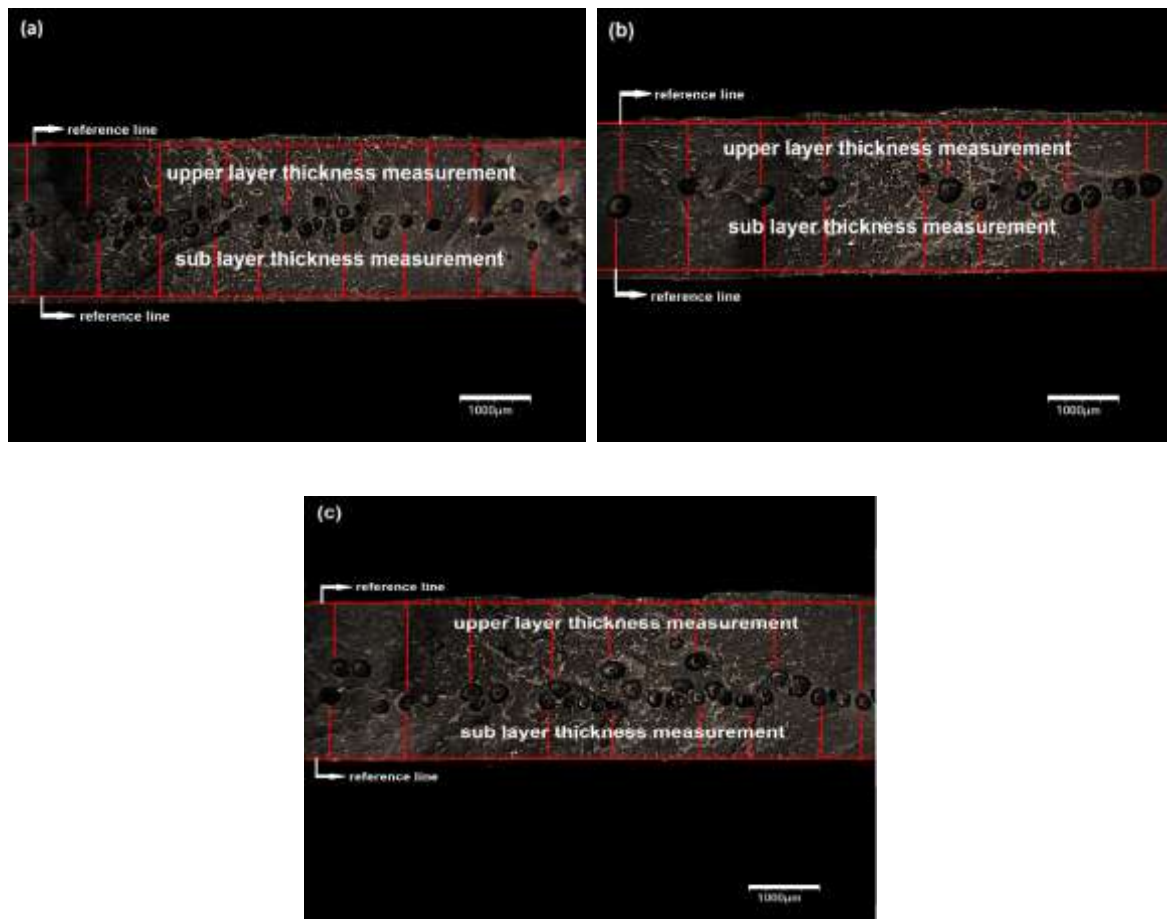 (a)
reference line
upper layer thickness measurement
sub layer thickness measurement
reference line
1000µm
(b)
reference line
upper layer thickness measurement
sub layer thickness measurement
reference line
1000µm
(c)
reference line
upper layer thickness measurement
sub layer thickness measurement
reference line
1000µm